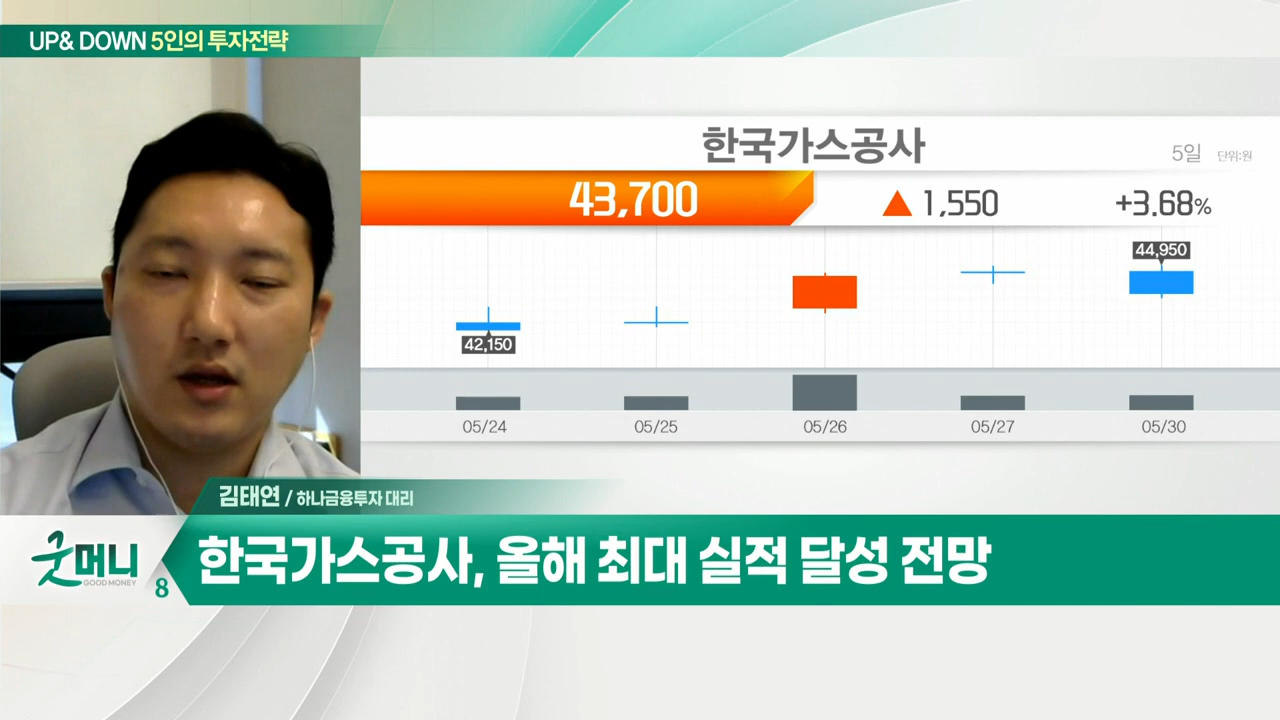 UP& DOWN 5인의 투자전략
한국가스공사
5일 단위:원
43,700 ▲ 1,550 +3.68%
44,950
42,150
05/24 05/25 05/26 05/27 05/30
김태연 / 하나금융투자 대리
굿머니
GOOD MONEY
8
한국가스공사, 올해 최대 실적 달성 전망